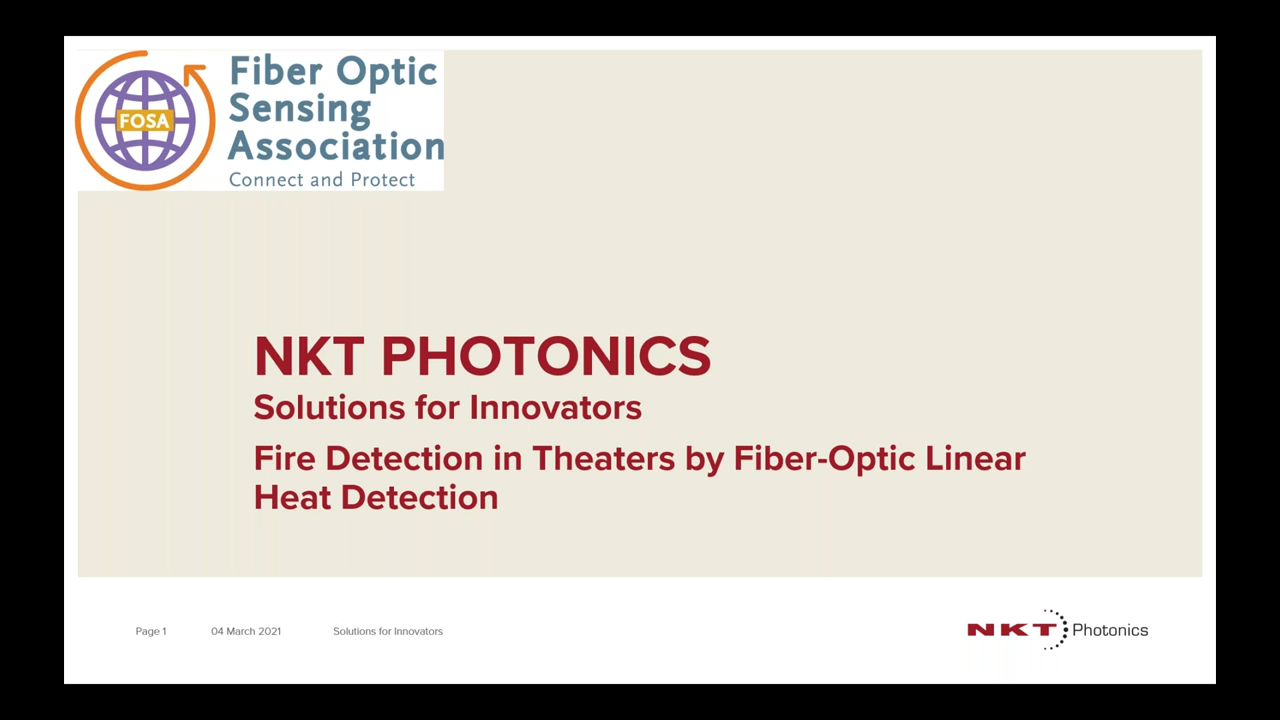 FOSA
Fiber Optic
Sensing
Association
Connect and Protect
NKT PHOTONICS
Solutions for Innovators
Fire Detection in Theaters by Fiber-Optic Linear
Heat Detection
Page 1 04 March 2021 Solutions for Innovators
NKT Photonics